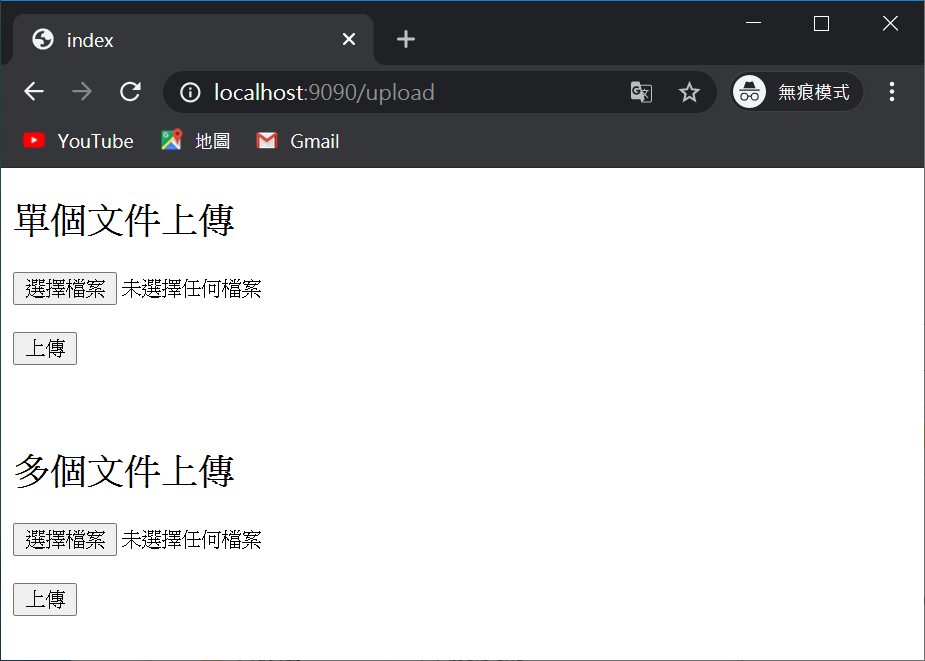 index
localhost:9090/upload
無痕模式
YouTube 地圖 Gmail
單個文件上傳
選擇檔案 未選擇任何檔案
上傳
多個文件上傳
選擇檔案 未選擇任何檔案
上傳